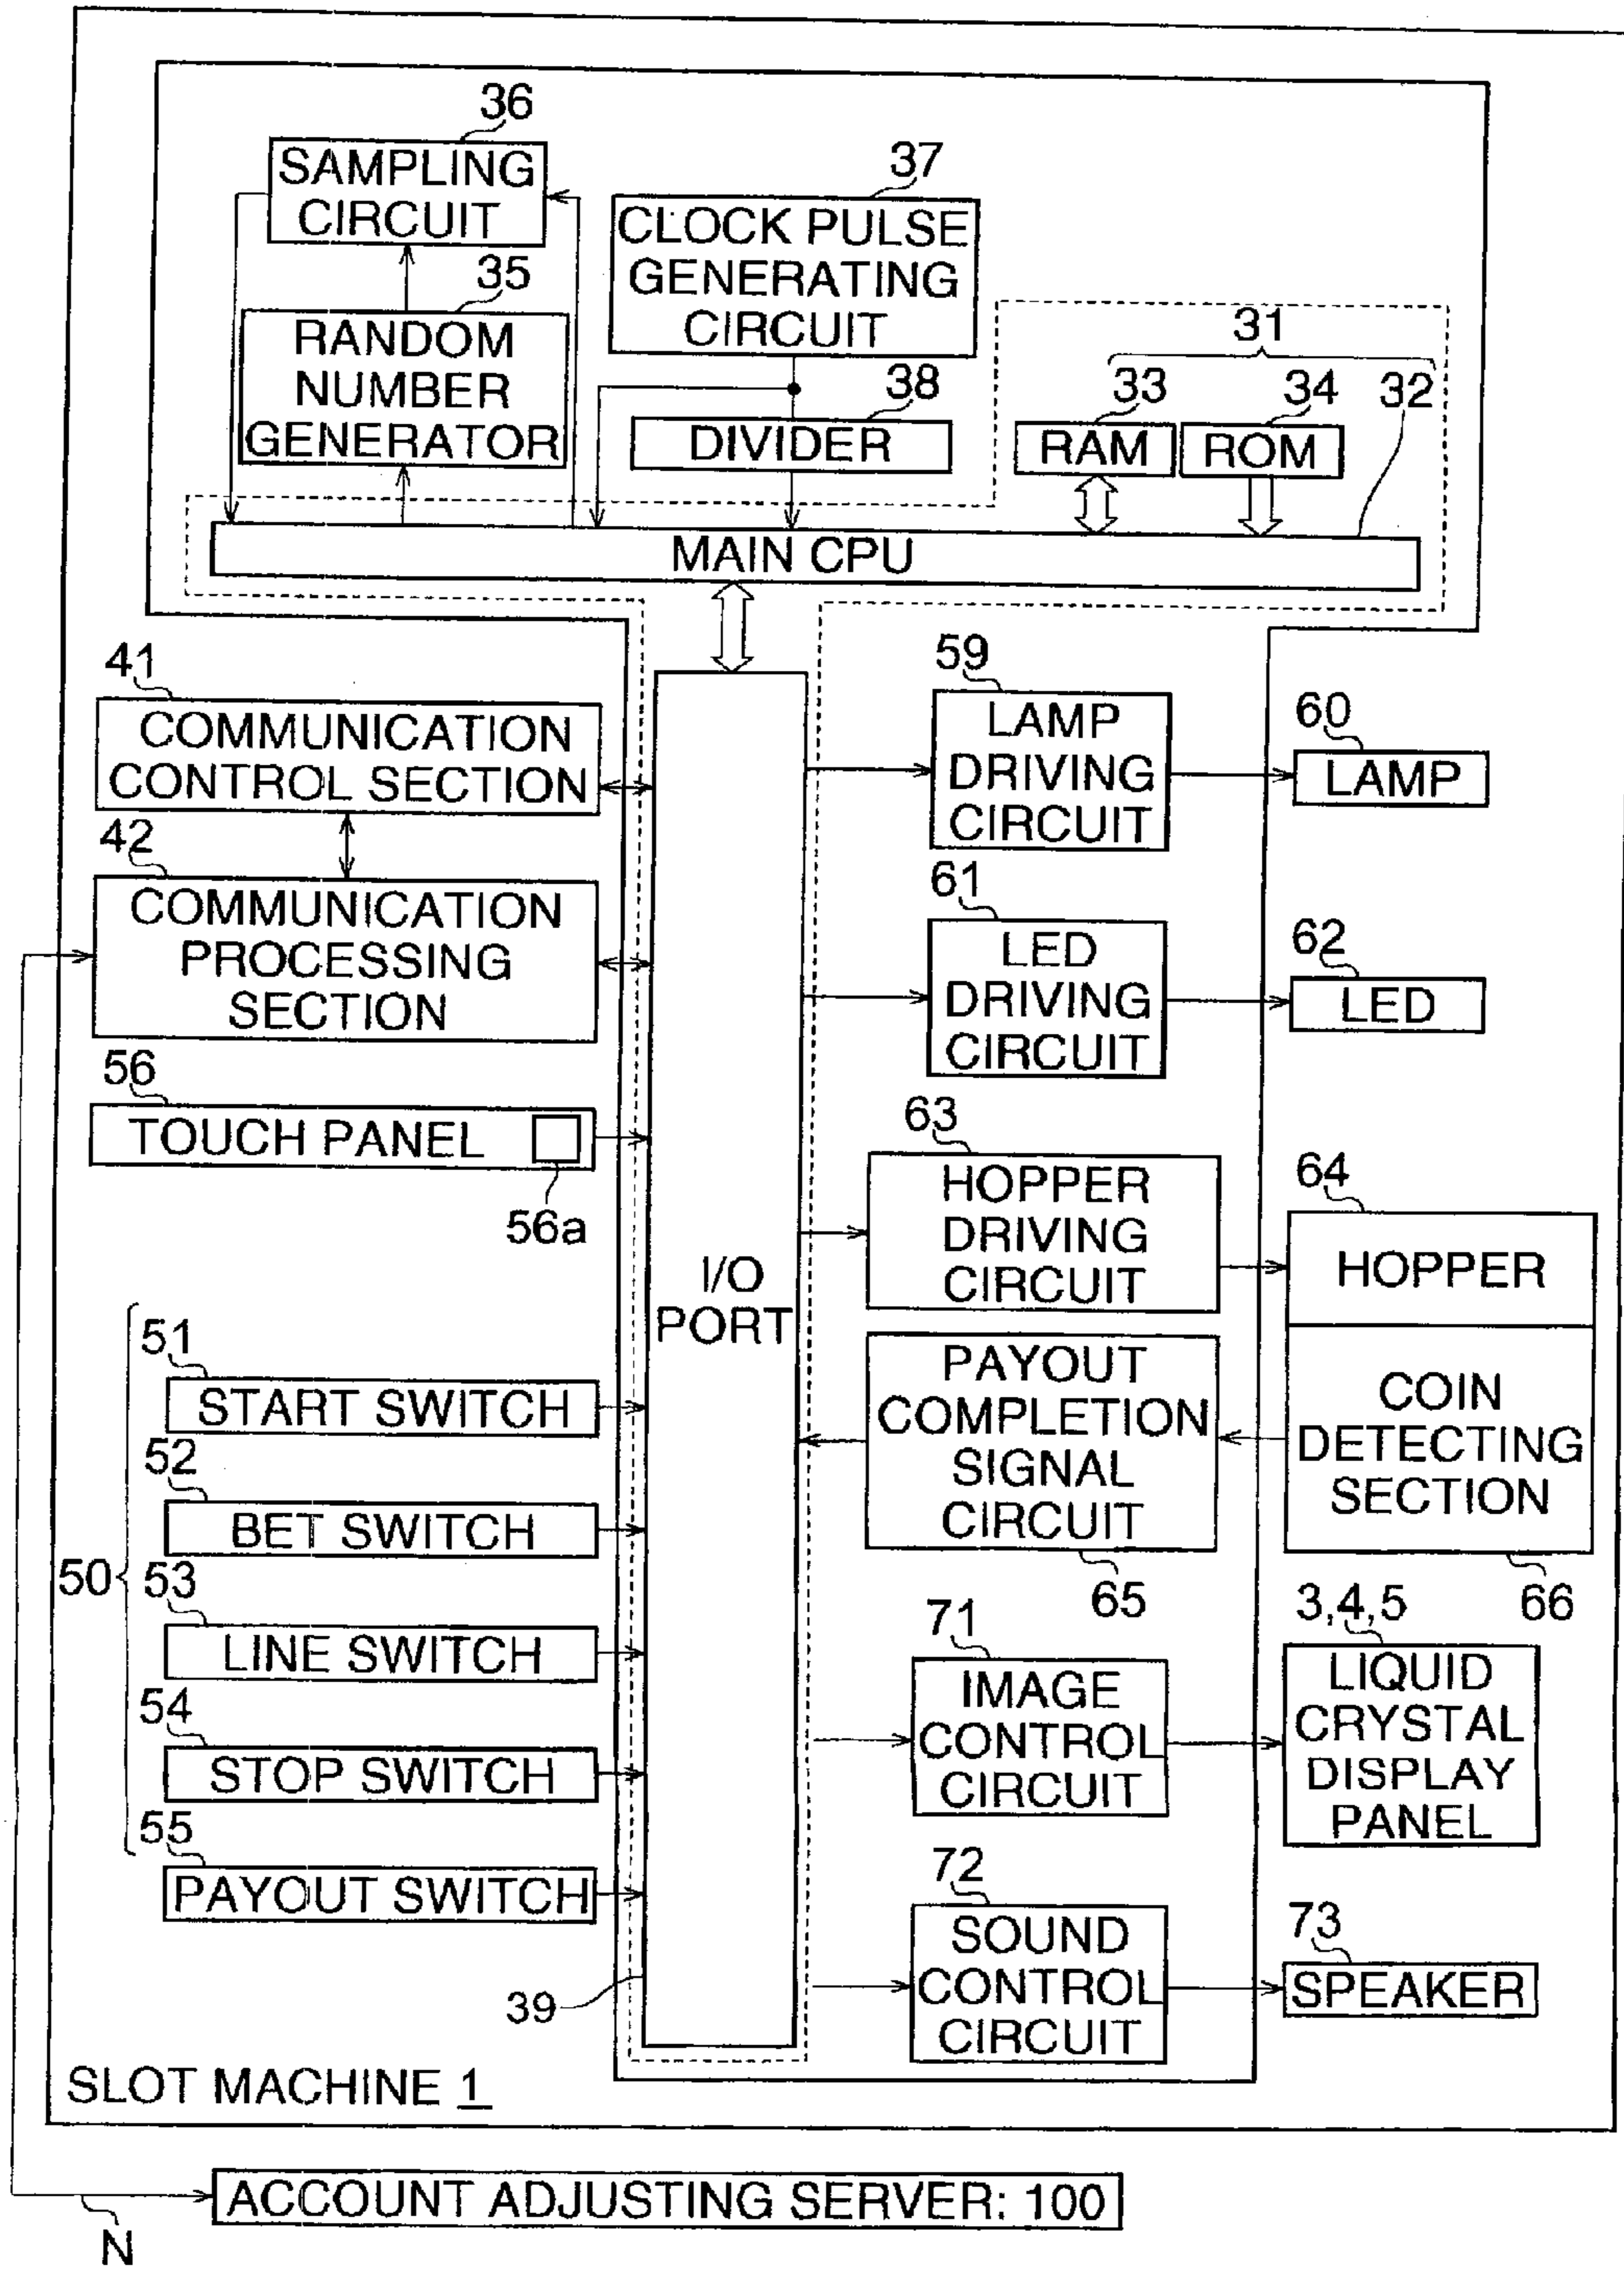 36
SAMPLING
CIRCUIT
37
CLOCK PULSE
GENERATING
CIRCUIT
35
RANDOM
NUMBER
GENERATOR
38
DIVIDER
31
33
34
32
RAM
ROM
MAIN CPU
41
COMMUNICATION
CONTROL SECTION
42
COMMUNICATION
PROCESSING
SECTION
56
TOUCH PANEL
56a
50
51
START SWITCH
52
BET SWITCH
53
LINE SWITCH
54
STOP SWITCH
55
PAYOUT SWITCH
39
I/O
PORT
59
LAMP
DRIVING
CIRCUIT
60
LAMP
61
LED
DRIVING
CIRCUIT
62
LED
63
HOPPER
DRIVING
CIRCUIT
64
HOPPER
PAYOUT
COMPLETION
SIGNAL
CIRCUIT
65
COIN
DETECTING
SECTION
66
71
IMAGE
CONTROL
CIRCUIT
3,4,5
LIQUID
CRYSTAL
DISPLAY
PANEL
72
SOUND
CONTROL
CIRCUIT
73
SPEAKER
SLOT MACHINE 1
ACCOUNT ADJUSTING SERVER: 100
N